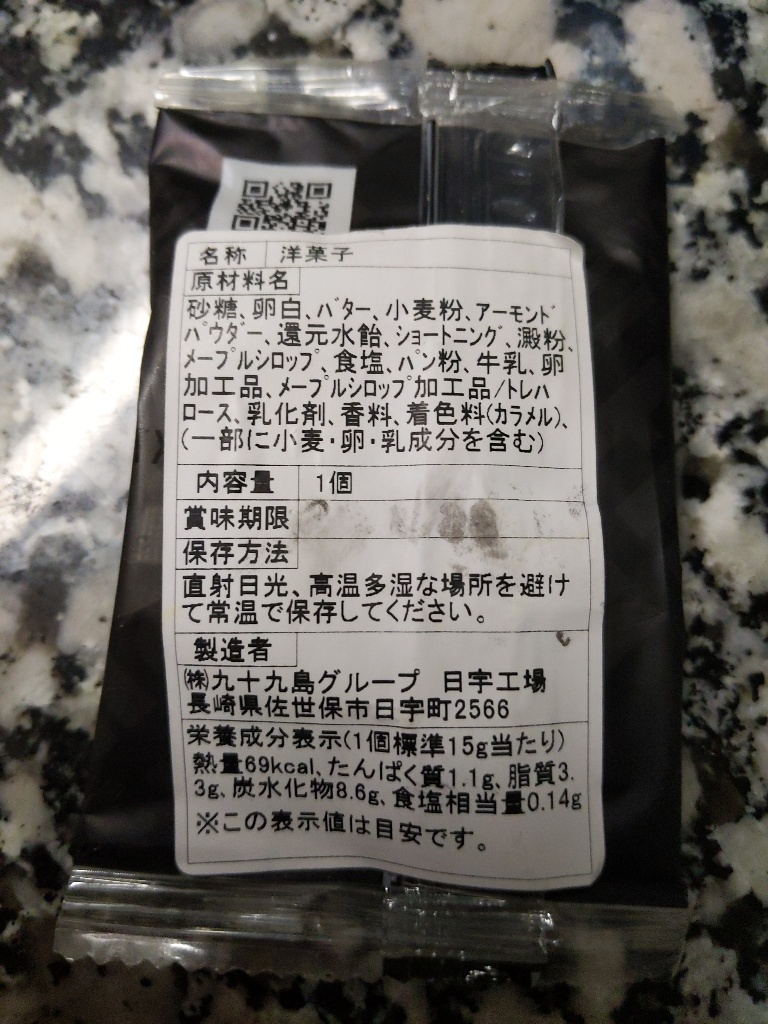 名称 洋菓子
原材料名
砂糖、卵白、バター、小麦粉、アーモンド
パウダー、還元水飴、ショートニング、澱粉、
メープルシロップ、食塩、パン粉、牛乳、卵
加工品、メープルシロップ加工品/トレハ
ロース、乳化剤、香料、着色料(カラメル)、
(一部に小麦・卵・乳成分を含む)
内容量 1個
賞味期限
保存方法
直射日光、高温多湿な場所を避け
て常温で保存してください。
製造者
㈱九十九島グループ 日宇工場
長崎県佐世保市日宇町2566
栄養成分表示(1個標準15g当たり)
熱量69kcal、たんぱく質1.1g、脂質3.
3g、炭水化物8.6g、食塩相当量0.14g
※この表示値は目安です。